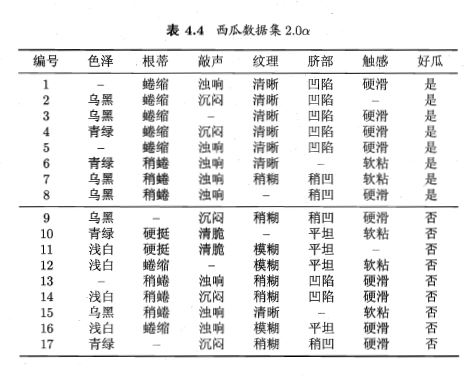 表 4.4 西瓜数据集 2.0α
编号 色泽 根蒂 敲声 纹理 脐部 触感 好瓜
1 – 蜷缩 浊响 清晰 凹陷 硬滑 是
2 乌黑 蜷缩 沉闷 清晰 凹陷 – 是
3 乌黑 蜷缩 – 清晰 凹陷 硬滑 是
4 青绿 蜷缩 沉闷 清晰 凹陷 硬滑 是
5 – 蜷缩 浊响 清晰 凹陷 硬滑 是
6 青绿 稍蜷 浊响 清晰 – 软粘 是
7 乌黑 稍蜷 浊响 稍糊 稍凹 软粘 是
8 乌黑 稍蜷 浊响 – 稍凹 硬滑 是
9 乌黑 – 沉闷 稍糊 稍凹 硬滑 否
10 青绿 硬挺 清脆 – 平坦 软粘 否
11 浅白 硬挺 清脆 模糊 平坦 – 否
12 浅白 蜷缩 – 模糊 平坦 软粘 否
13 – 稍蜷 浊响 稍糊 凹陷 硬滑 否
14 浅白 稍蜷 沉闷 稍糊 凹陷 硬滑 否
15 乌黑 稍蜷 浊响 清晰 – 软粘 否
16 浅白 蜷缩 浊响 模糊 平坦 硬滑 否
17 青绿 – 沉闷 稍糊 稍凹 硬滑 否